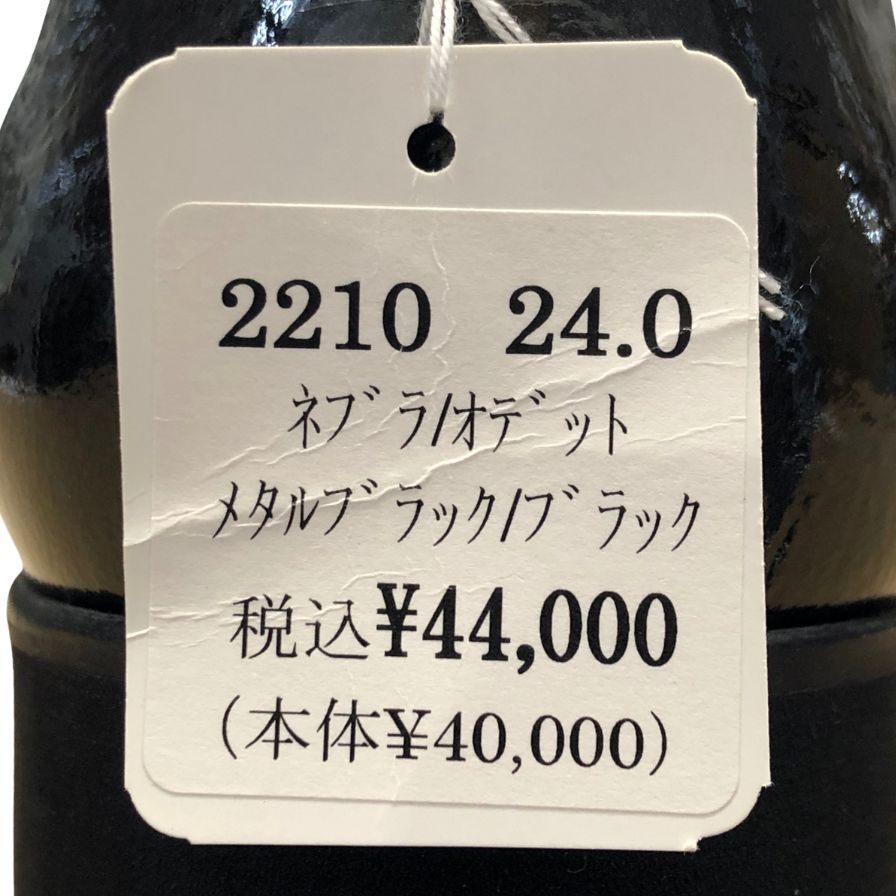 2210 24.0
ネブラ/オデット
メタルブラック/ブラック
税込¥44,000
(本体¥40,000)